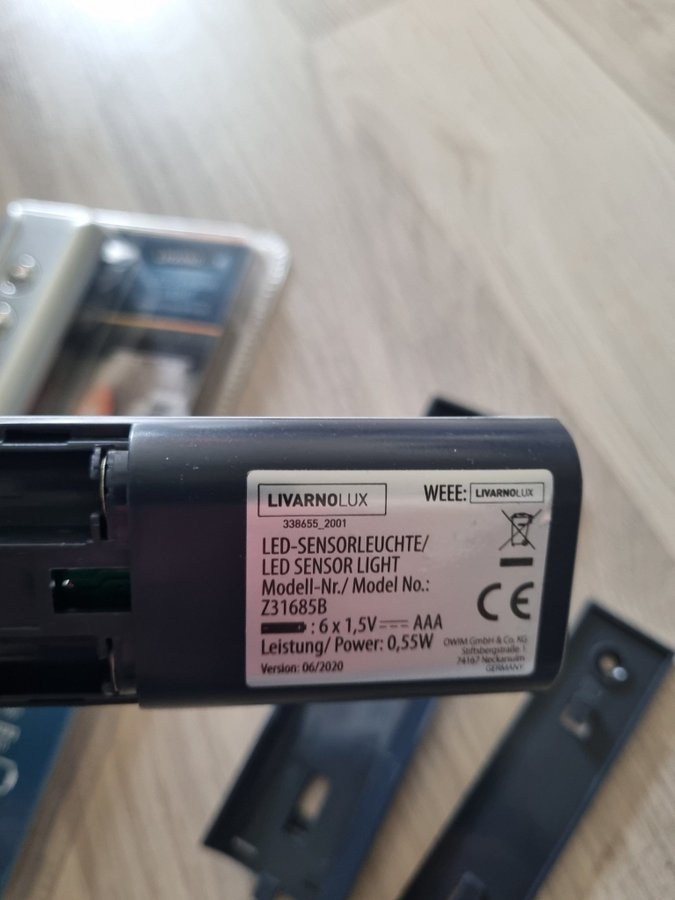 LIVARNOLUX
WEEE: LIVARNOLUX
338655_2001
LED-SENSORLEUCHTE/
LED SENSOR LIGHT
Modell-Nr./ Model No.:
Z31685B
: 6 x 1,5V AAA
Leistung/ Power: 0,55W
Version: 06/2020
CE
OWIM GmbH & Co. KG
Stiftsbergstraße 1
74167 Neckarsulm
GERMANY